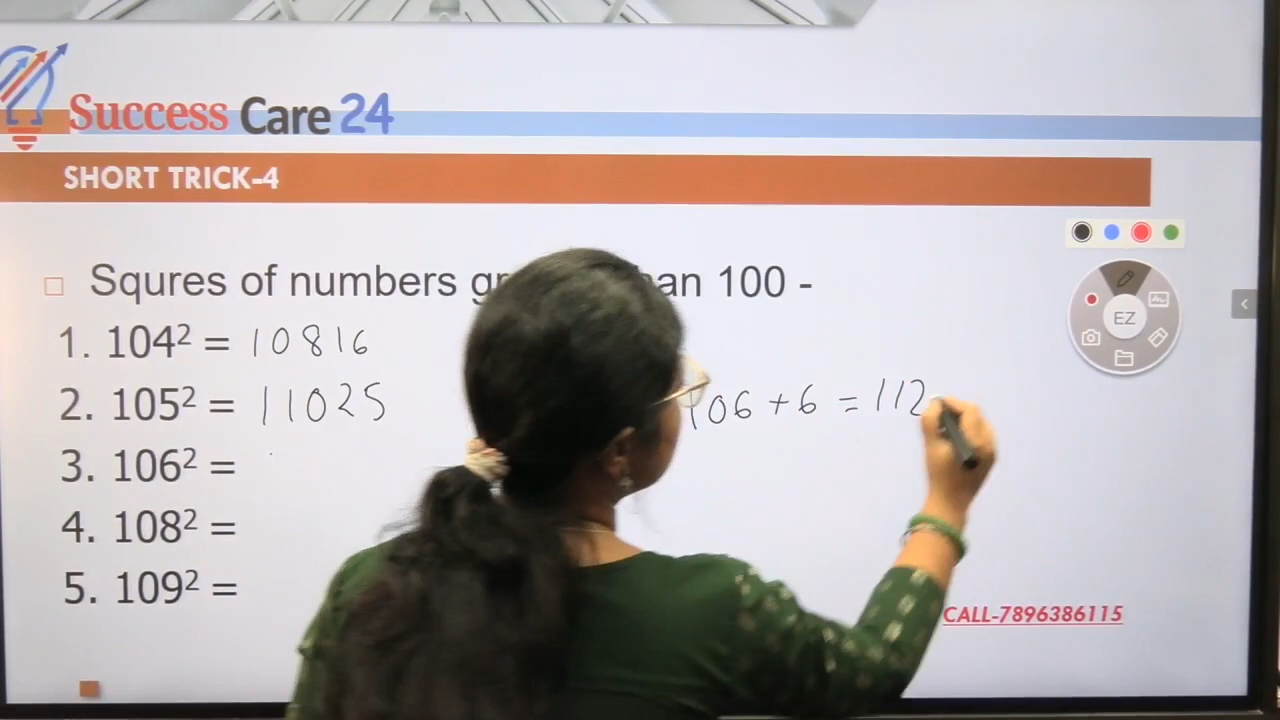 Success Care 24
SHORT TRICK-4
Squres of numbers an 100 -
1. 104² = 10816
2. 105² = 11025
106 + 6 = 112
3. 106² =
4. 108² =
5. 109² =
EZ
CALL-7896386115